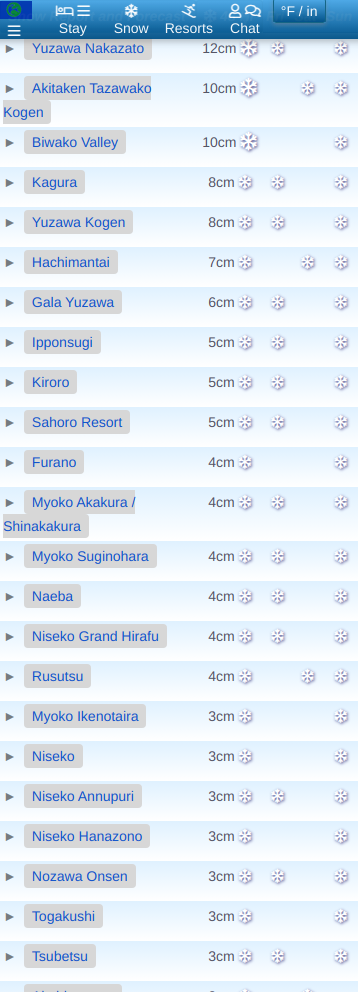 °F / in
Stay Snow Resorts Chat
Yuzawa Nakazato 12cm
Akitaken Tazawako 10cm
Kogen
Biwako Valley 10cm
Kagura 8cm
Yuzawa Kogen 8cm
Hachimantai 7cm
Gala Yuzawa 6cm
Ipponsugi 5cm
Kiroro 5cm
Sahoro Resort 5cm
Furano 4cm
Myoko Akakura / 4cm
Shinakakura
Myoko Suginohara 4cm
Naeba 4cm
Niseko Grand Hirafu 4cm
Rusutsu 4cm
Myoko Ikenotaira 3cm
Niseko 3cm
Niseko Annupuri 3cm
Niseko Hanazono 3cm
Nozawa Onsen 3cm
Togakushi 3cm
Tsubetsu 3cm